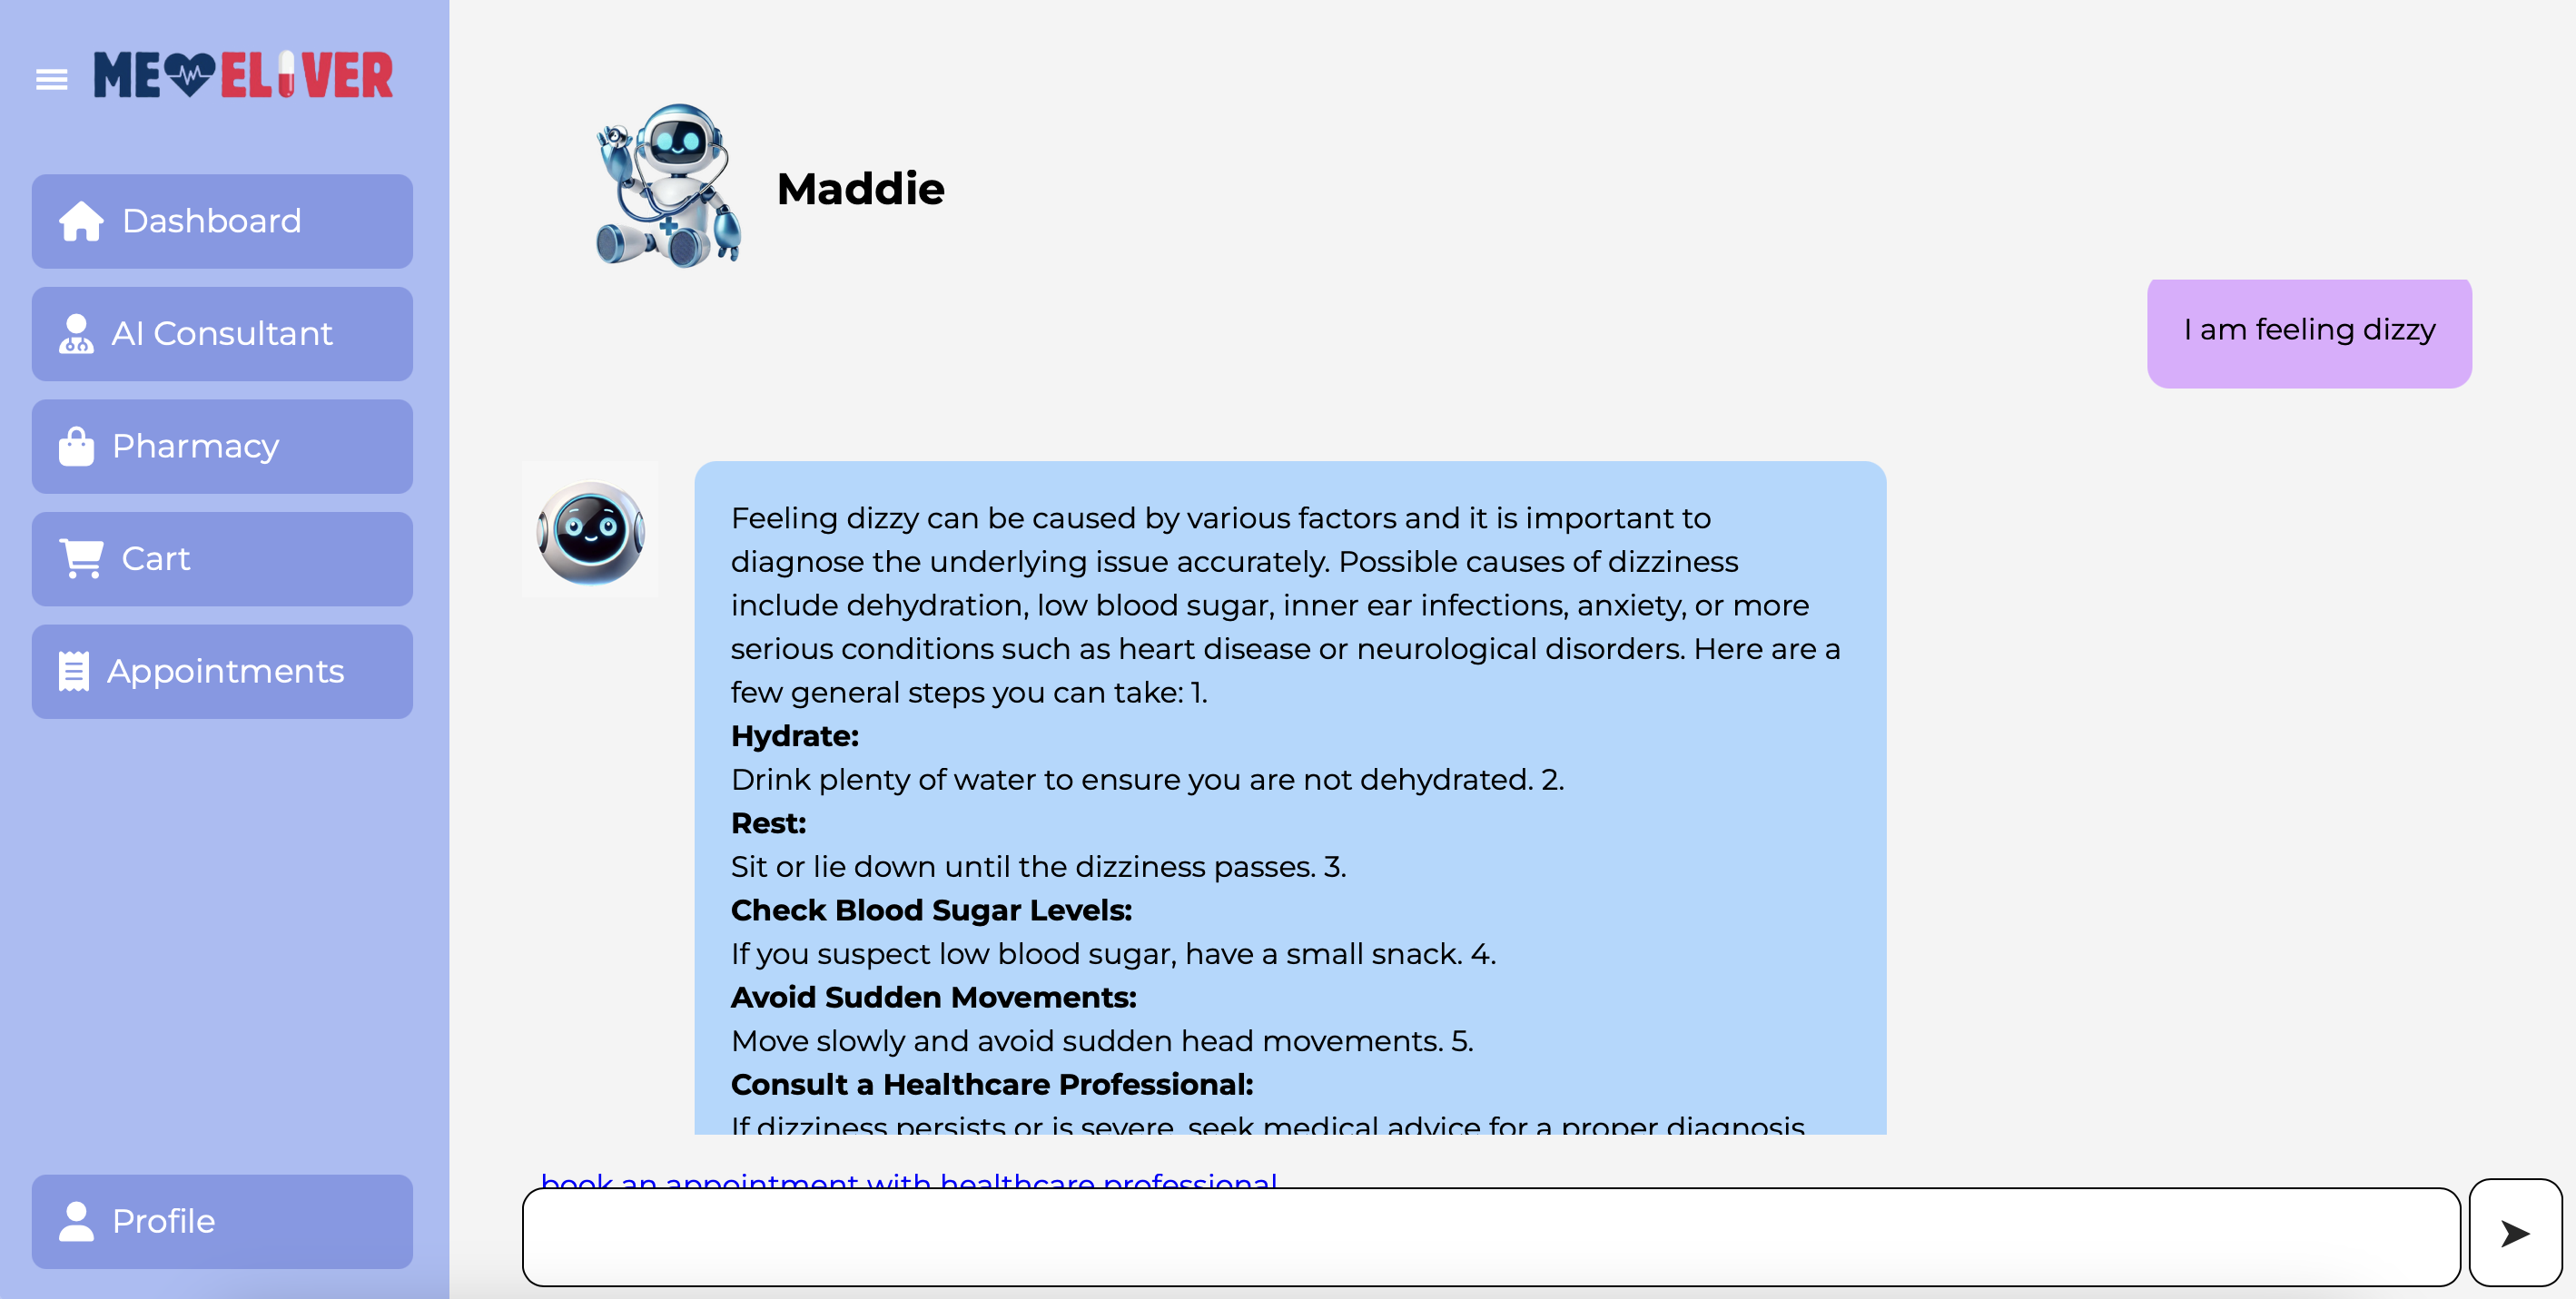 ME ELIVER
Dashboard
AI Consultant
Pharmacy
Cart
Appointments
Profile
Maddie
I am feeling dizzy
Feeling dizzy can be caused by various factors and it is important to
diagnose the underlying issue accurately. Possible causes of dizziness
include dehydration, low blood sugar, inner ear infections, anxiety, or more
serious conditions such as heart disease or neurological disorders. Here are a
few general steps you can take: 1.
Hydrate:
Drink plenty of water to ensure you are not dehydrated. 2.
Rest:
Sit or lie down until the dizziness passes. 3.
Check Blood Sugar Levels:
If you suspect low blood sugar, have a small snack. 4.
Avoid Sudden Movements:
Move slowly and avoid sudden head movements. 5.
Consult a Healthcare Professional:
If dizziness persists or is severe, seek medical advice for a proper diagnosis
book an appointment with healthcare professional